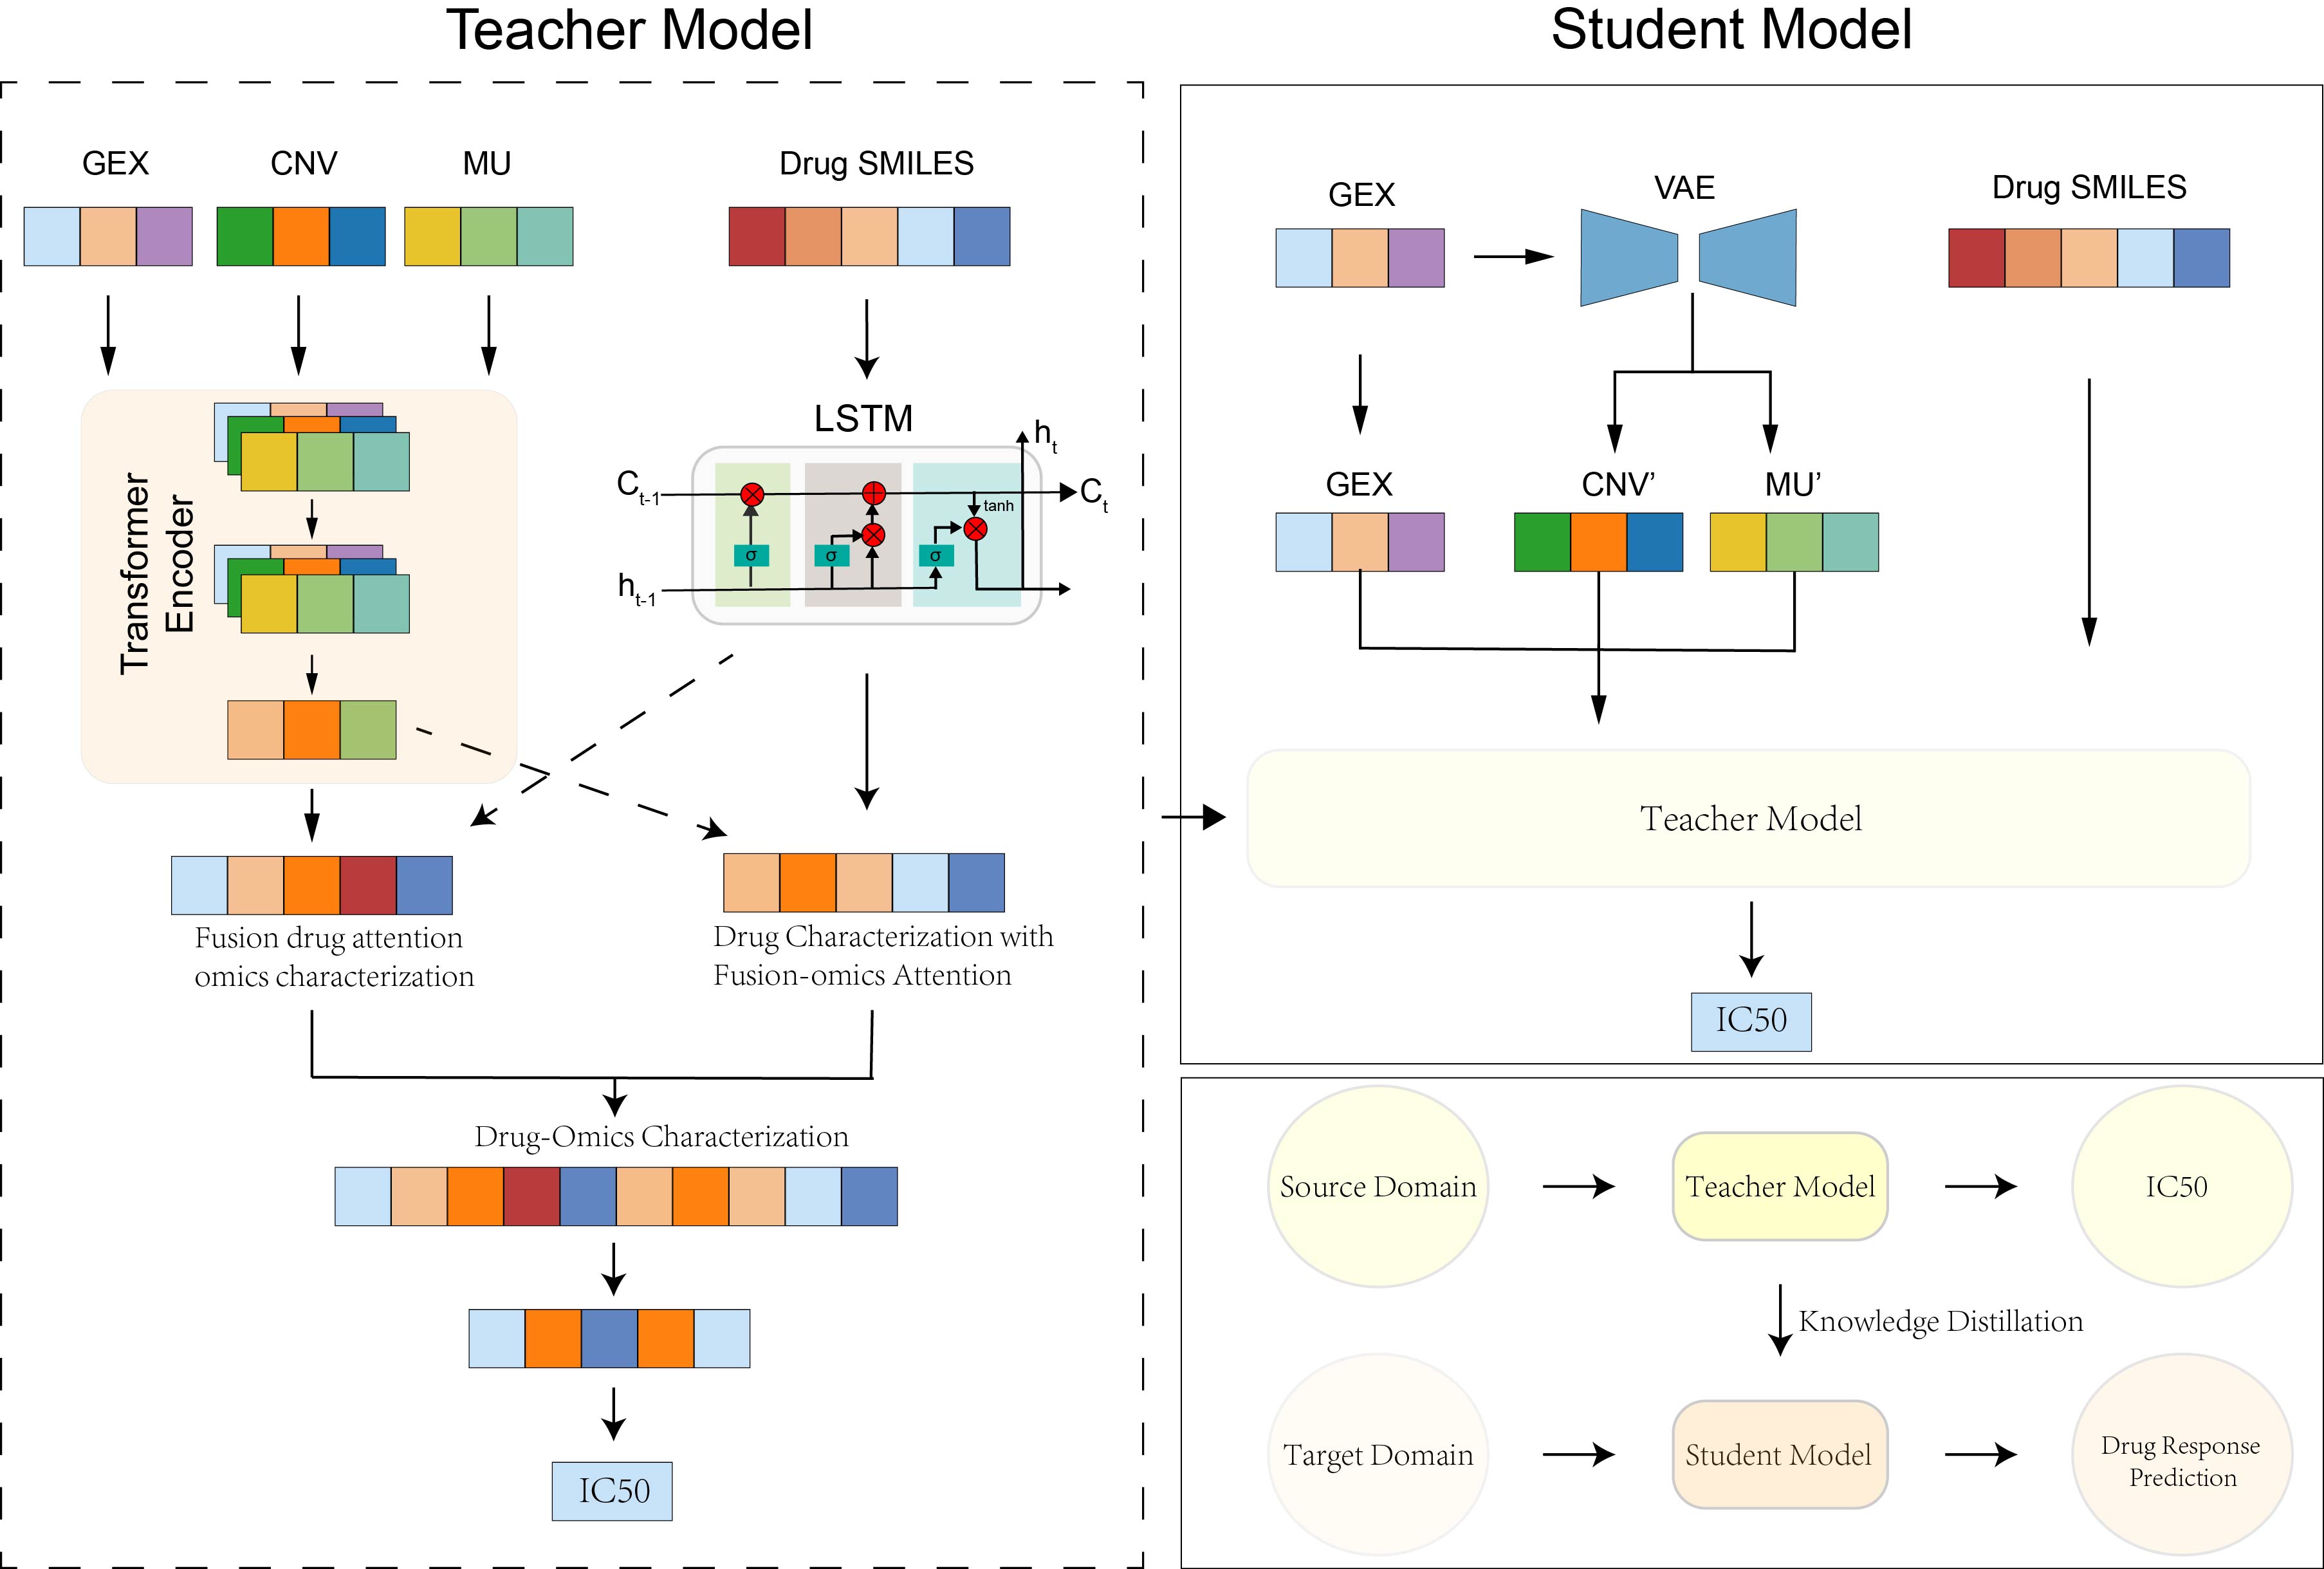 Teacher Model
GEX
CNV
MU
Drug SMILES
Transformer
Encoder
LSTM
h_t
C_t-1
C_t
tanh
σ
σ
σ
h_t-1
Fusion drug attention
omics characterization
Drug Characterization with
Fusion-omics Attention
Drug-Omics Characterization
IC50
Student Model
GEX
VAE
Drug SMILES
GEX
CNV’
MU’
Teacher Model
IC50
Source Domain
Teacher Model
IC50
Knowledge Distillation
Target Domain
Student Model
Drug Response
Prediction